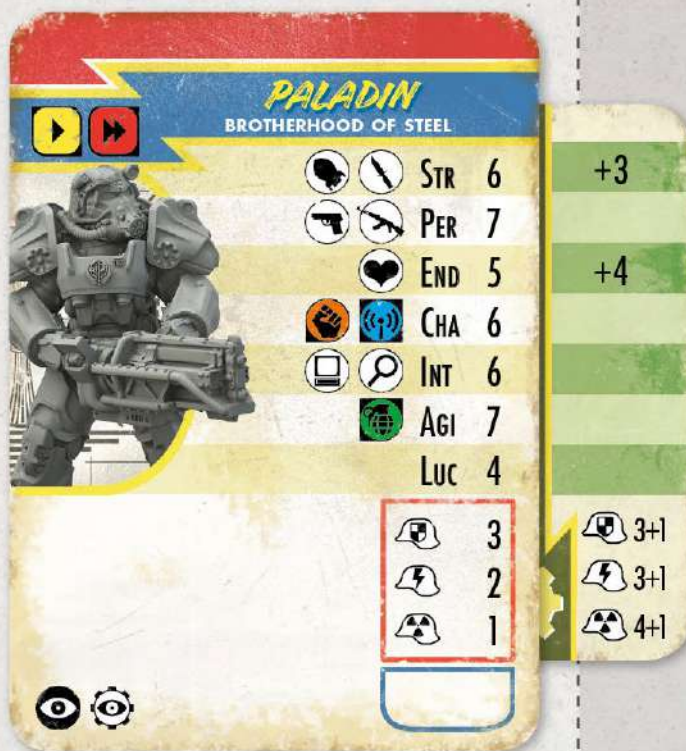 PALADIN
BROTHERHOOD OF STEEL
STR 6 +3
PER 7
END 5 +4
CHA 6
INT 6
AGI 7
LUC 4
3 3+1
2 3+1
1 4+1